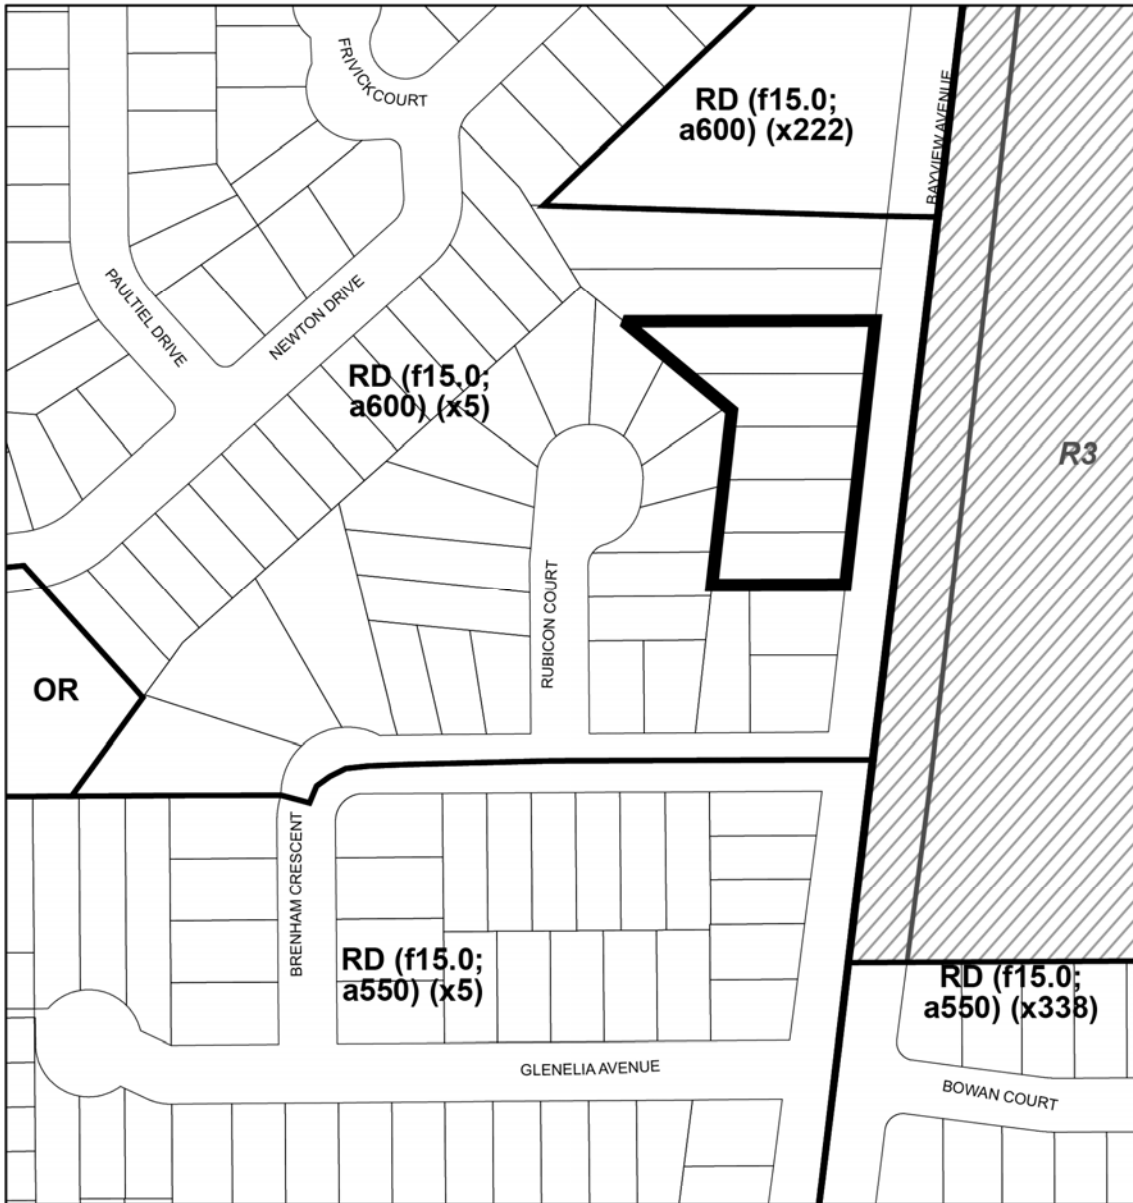 FRIVICK COURT
RD (f15.0;
a600) (x222)
BAYVIEW AVENUE
PAULTIEL DRIVE
NEWTON DRIVE
RD (f15.0;
a600) (x5)
R3
RUBICON COURT
OR
BRENHAM CRESCENT
RD (f15.0;
a550) (x5)
RD (f15.0;
a550) (x338)
GLENELIA AVENUE
BOWAN COURT